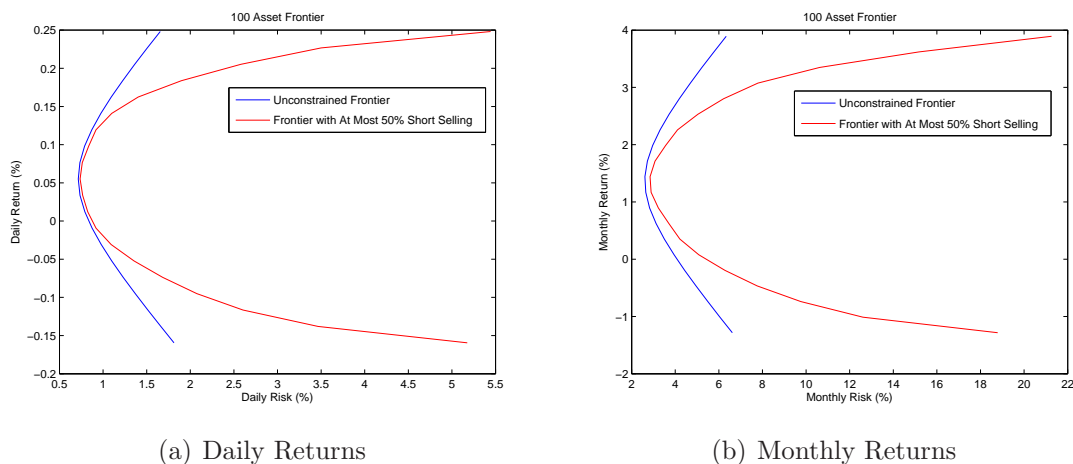 100 Asset Frontier
0.25
0.2
0.15
0.1
0.05
0
−0.05
−0.1
−0.15
−0.2
Daily Return (%)
Unconstrained Frontier
Frontier with At Most 50% Short Selling
0.5 1 1.5 2 2.5 3 3.5 4 4.5 5 5.5
Daily Risk (%)
(a) Daily Returns
100 Asset Frontier
4
3
2
1
0
−1
−2
Monthly Return (%)
Unconstrained Frontier
Frontier with At Most 50% Short Selling
2 4 6 8 10 12 14 16 18 20 22
Monthly Risk (%)
(b) Monthly Returns